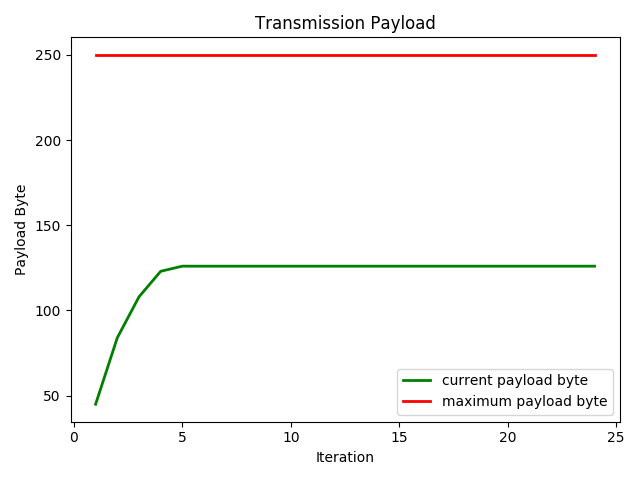 Transmission Payload
250
200
150
100
50
Payload Byte
current payload byte
maximum payload byte
0
5
10
15
20
25
Iteration